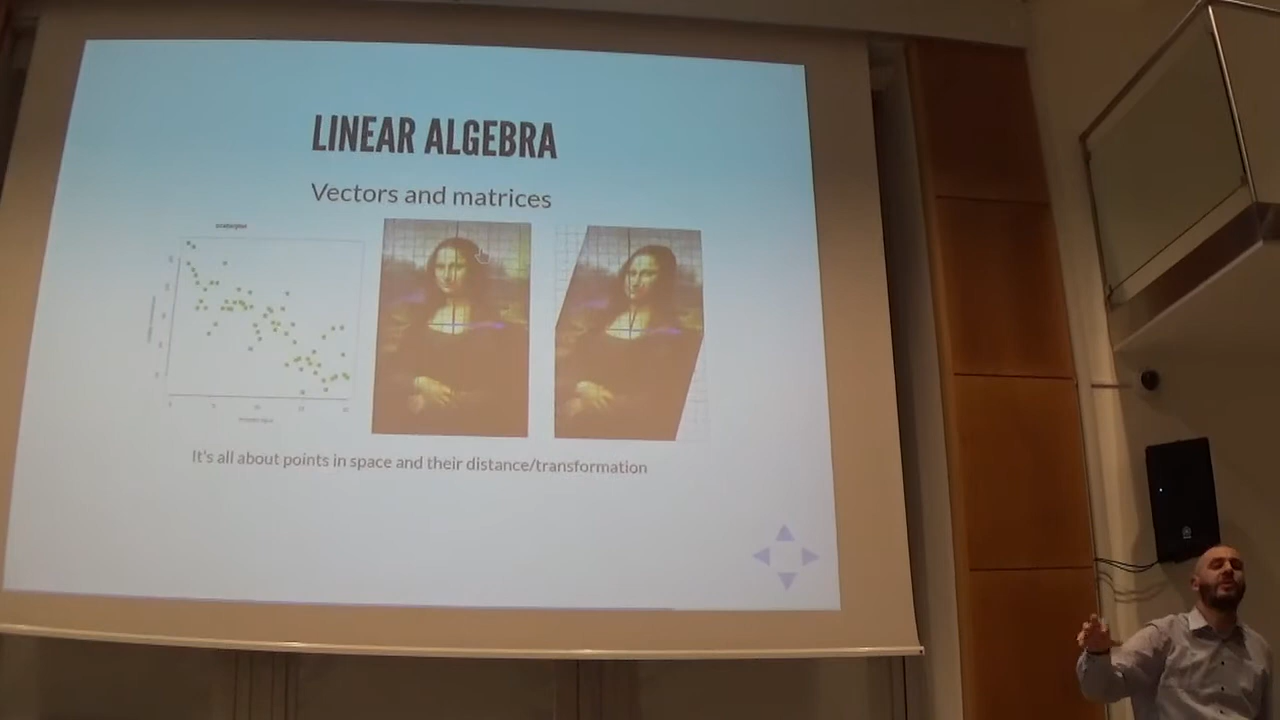 LINEAR ALGEBRA
Vectors and matrices
It's all about points in space and their distance/transformation